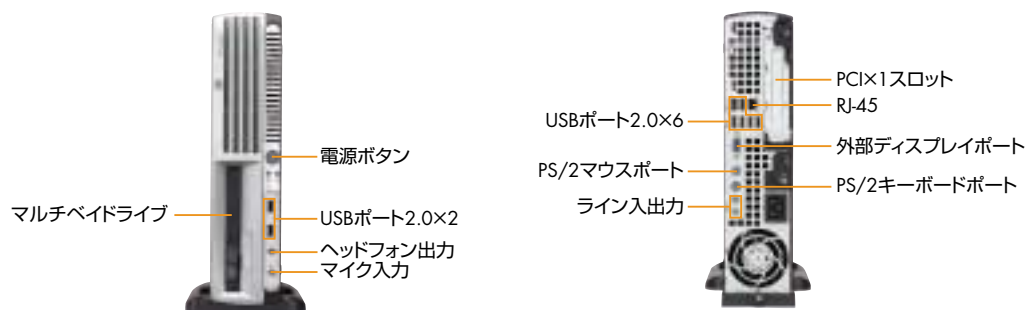 電源ボタン
マルチベイドライブ
USBポート2.0×2
ヘッドフォン出力
マイク入力
PCI×1スロット
RJ-45
USBポート2.0×6
外部ディスプレイポート
PS/2マウスポート
PS/2キーボードポート
ライン入出力